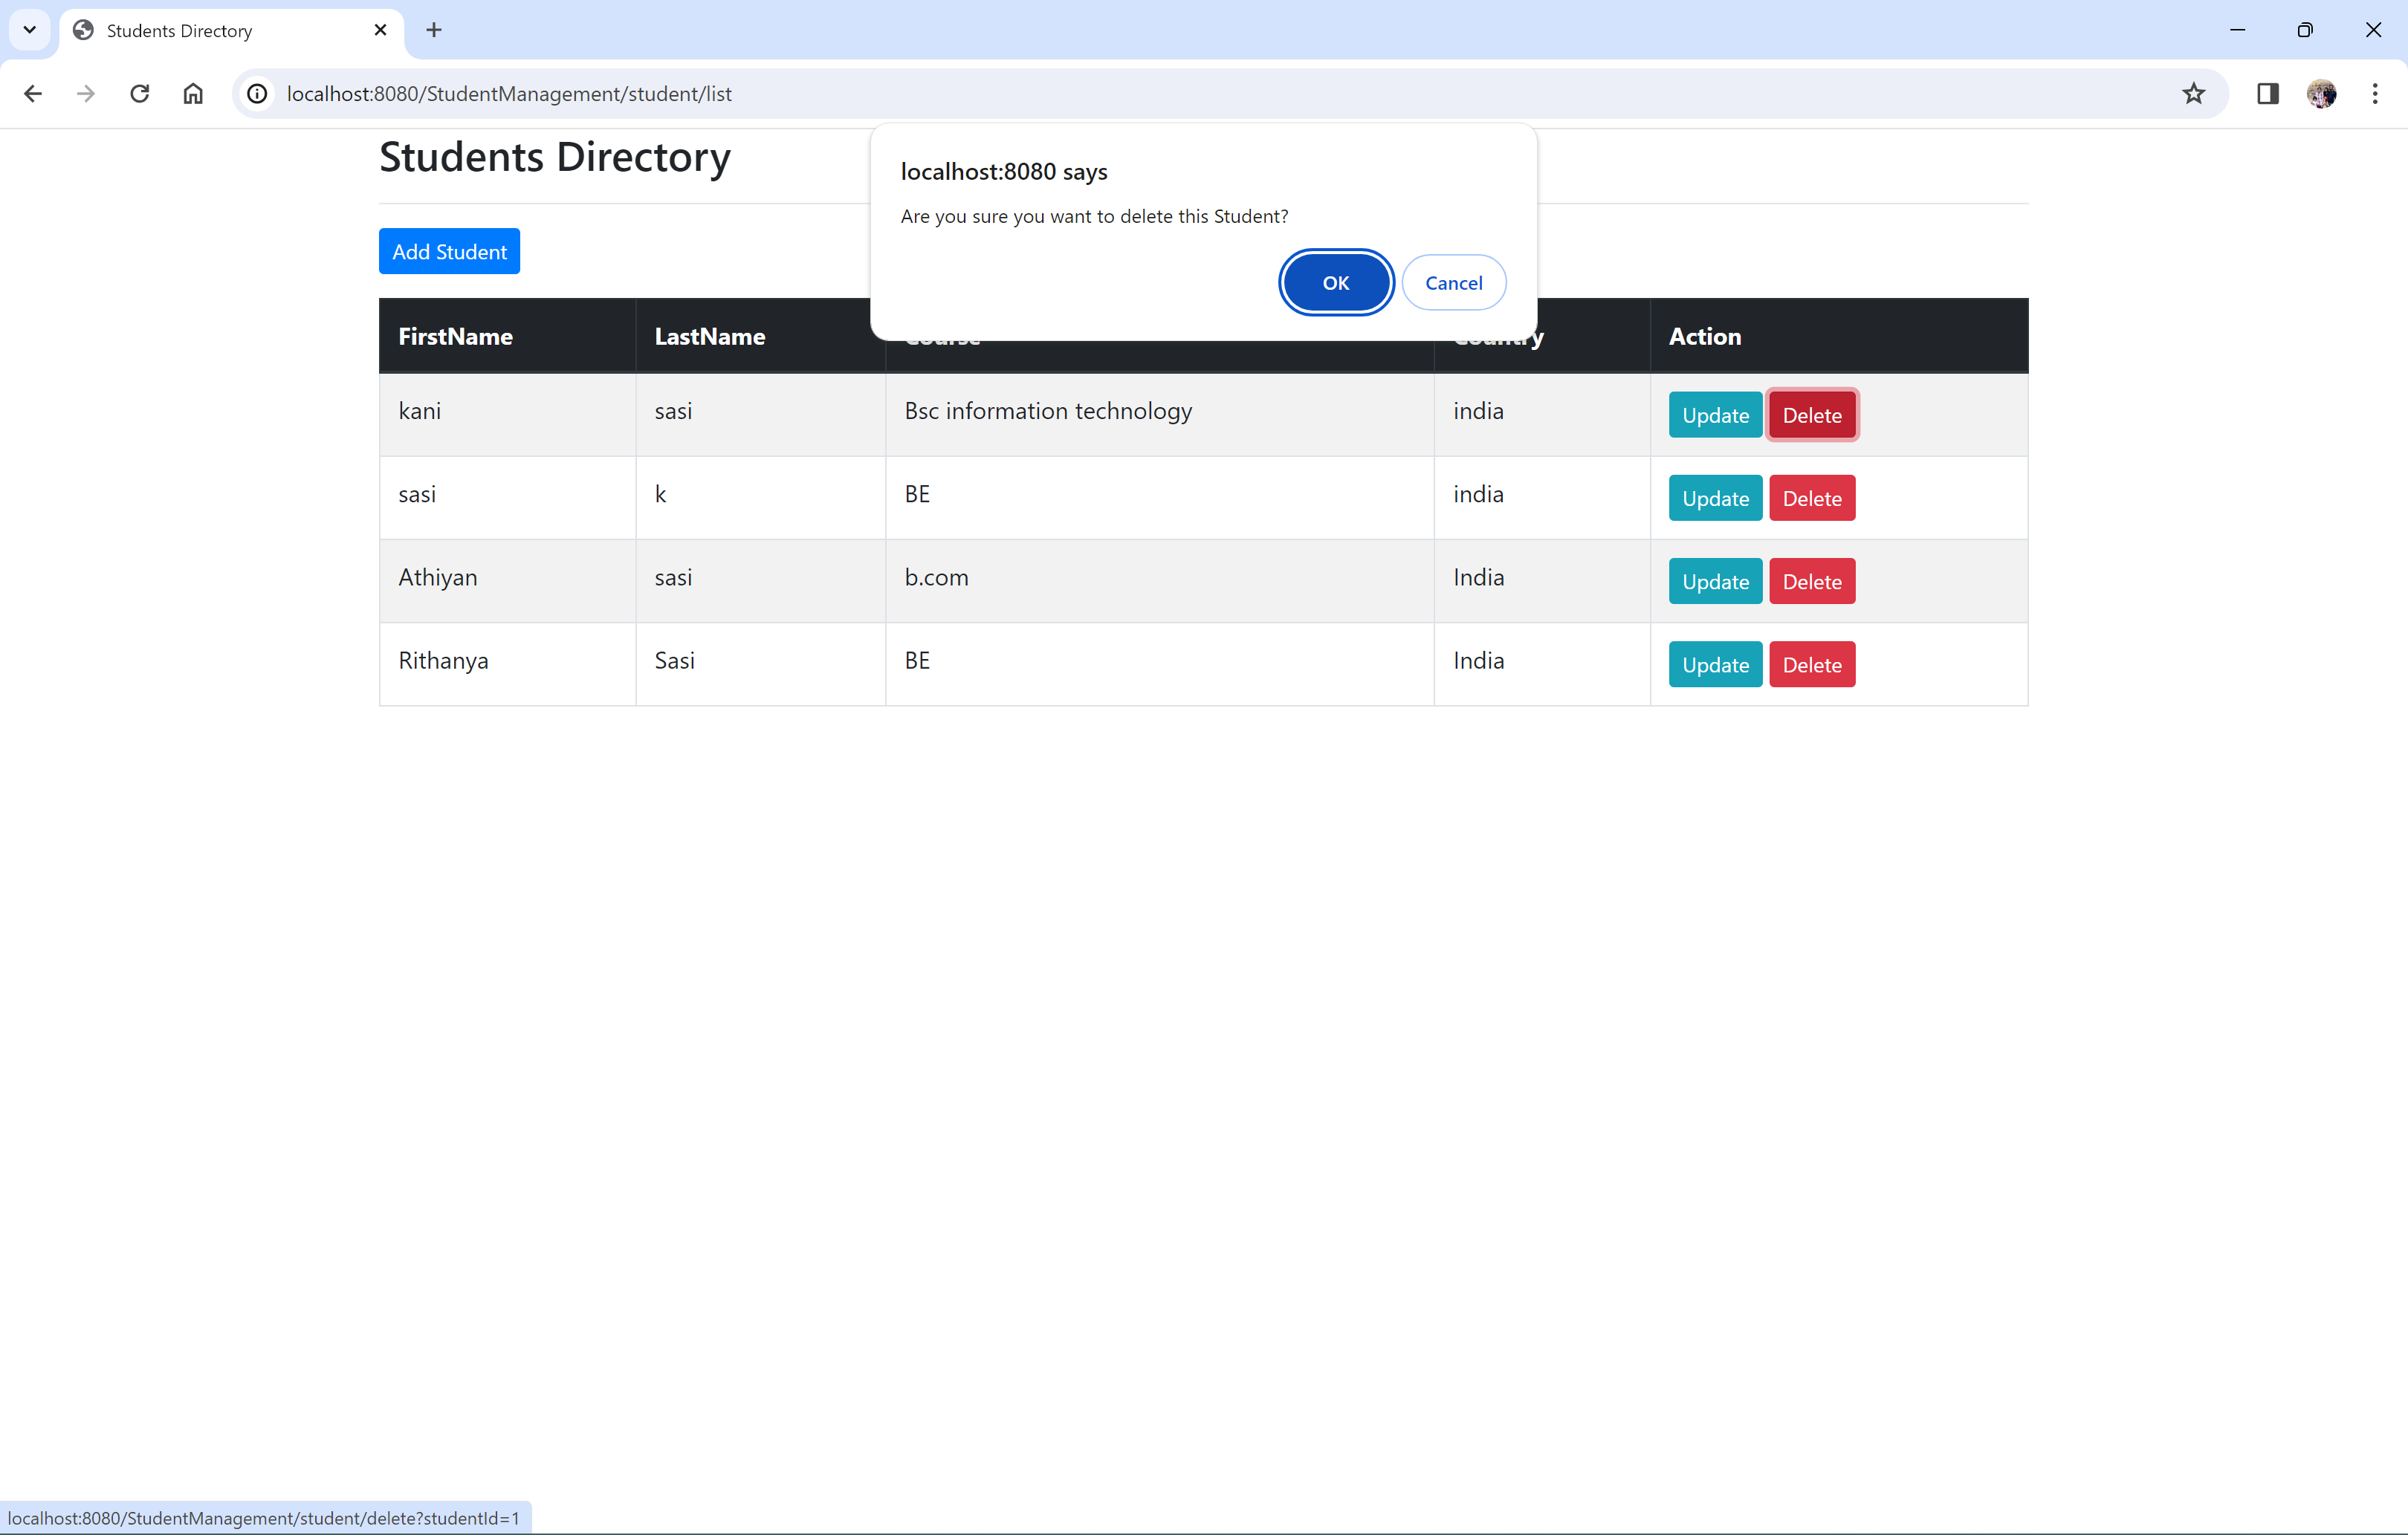 Students Directory
localhost:8080/StudentManagement/student/list
Students Directory
localhost:8080 says
Are you sure you want to delete this Student?
OK Cancel
Add Student
FirstName LastName Course Country Action
kani sasi Bsc information technology india Update Delete
sasi k BE india Update Delete
Athiyan sasi b.com India Update Delete
Rithanya Sasi BE India Update Delete
localhost:8080/StudentManagement/student/delete?studentId=1